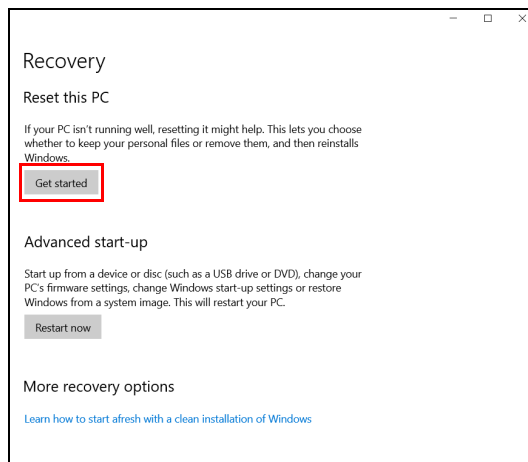 Recovery
Reset this PC
If your PC isn't running well, resetting it might help. This lets you choose
whether to keep your personal files or remove them, and then reinstalls
Windows.
Get started
Advanced start-up
Start up from a device or disc (such as a USB drive or DVD), change your
PC's firmware settings, change Windows start-up settings or restore
Windows from a system image. This will restart your PC.
Restart now
More recovery options
Learn how to start afresh with a clean installation of Windows